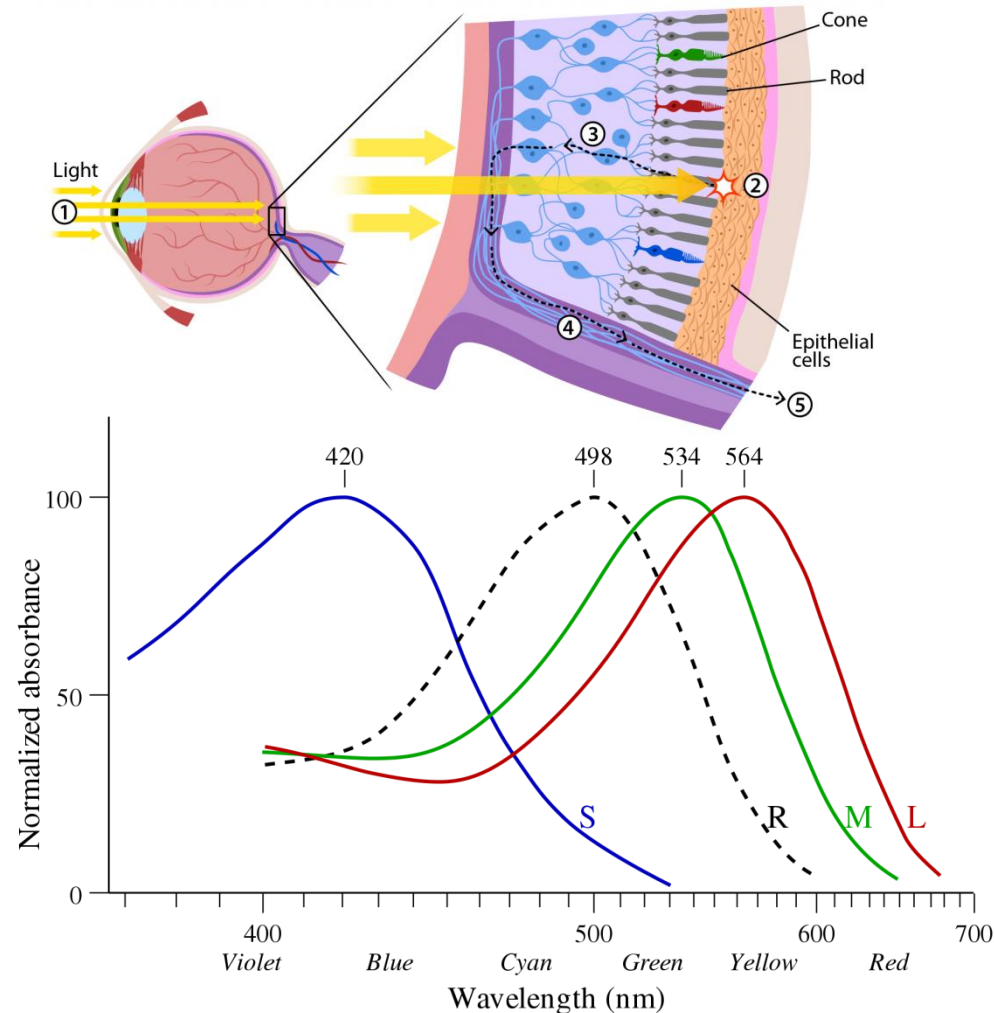 Cone
Rod
Light
1
3
2
4
Epithelial
cells
5
420 498 534 564
100
50
0
Normalized absorbance
S R M L
400 500 600 700
Violet Blue Cyan Green Yellow Red
Wavelength (nm)